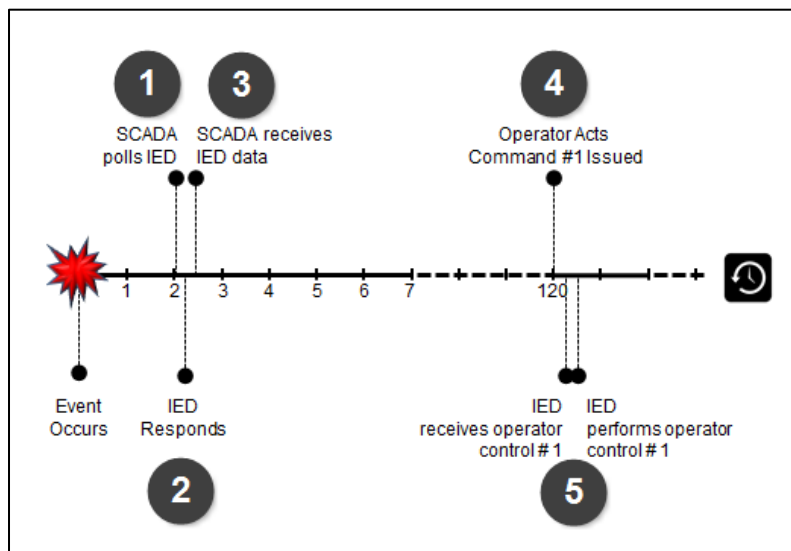 1
3
SCADA
polls IED
SCADA receives
IED data
4
Operator Acts
Command #1 Issued
1 2 3 4 5 6 7 120
Event
Occurs
IED
Responds
2
IED
receives operator
control # 1
IED
performs operator
control # 1
5